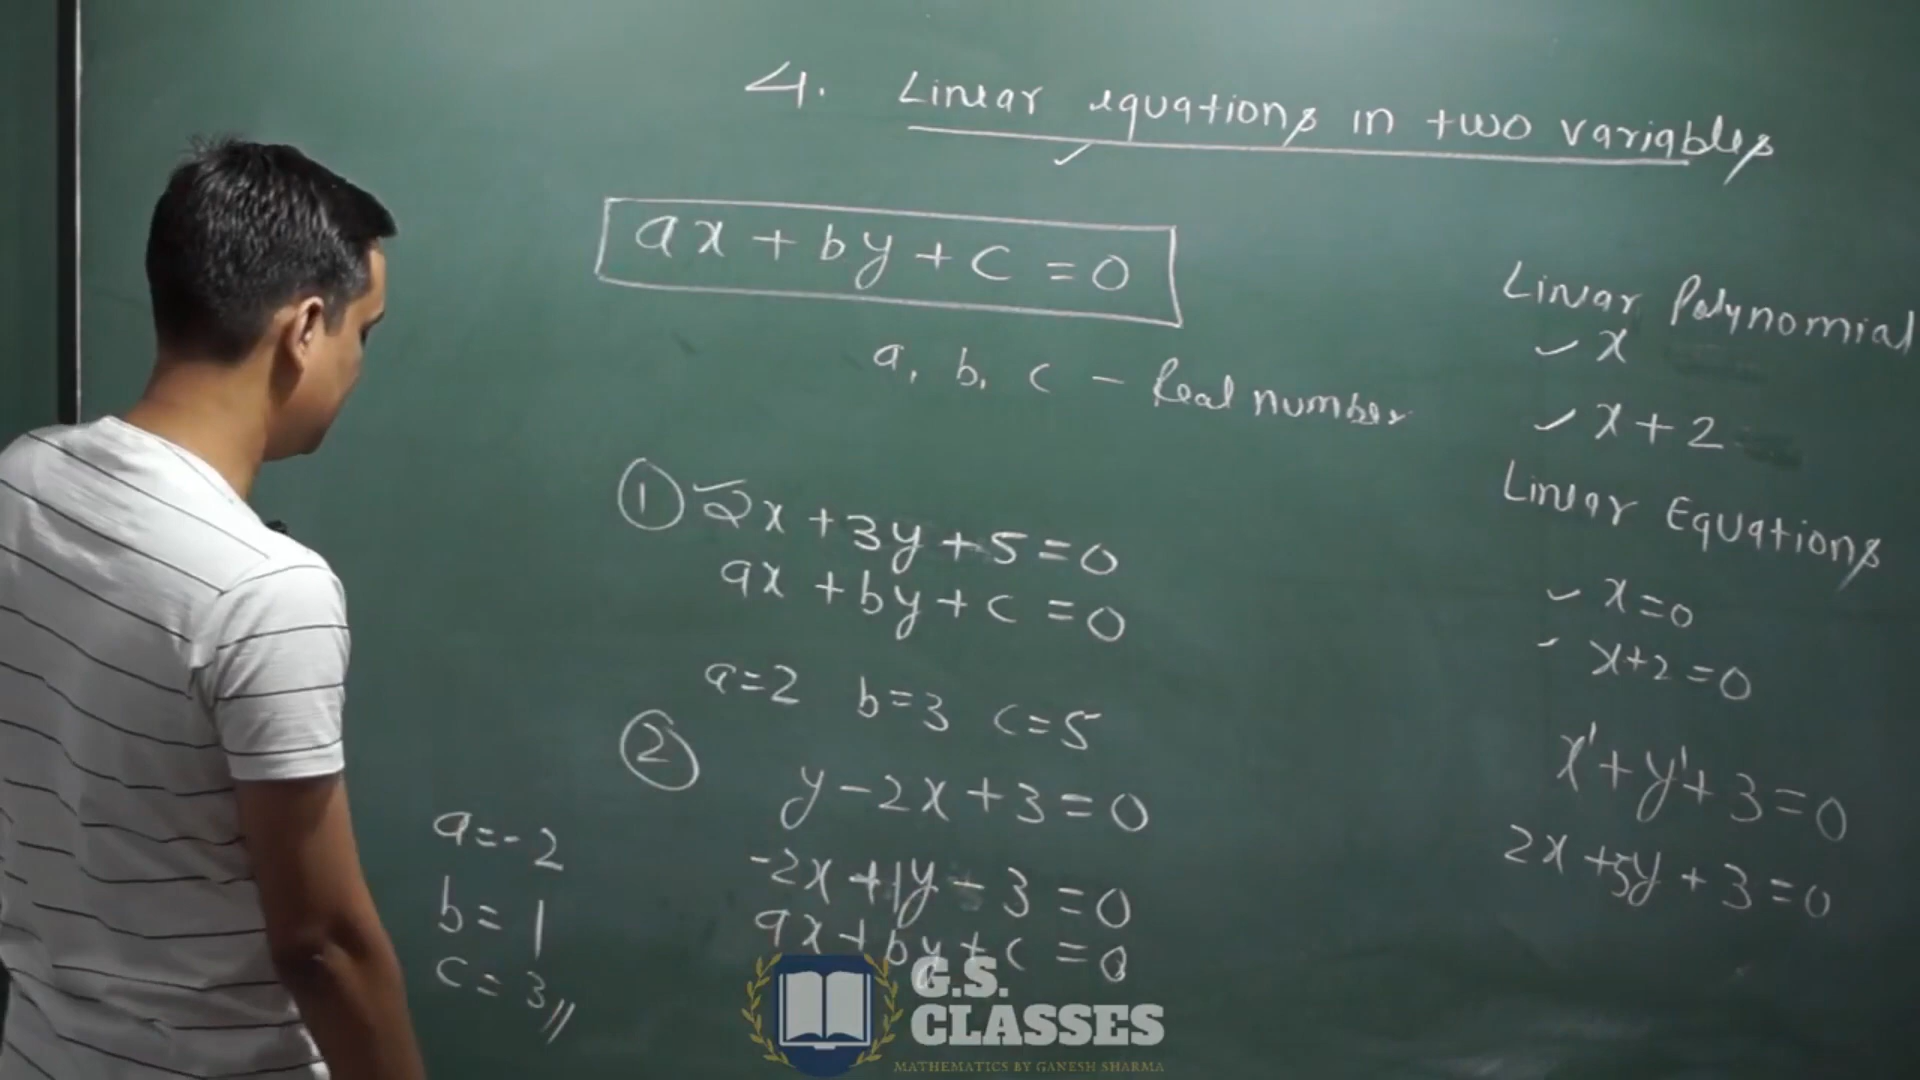 4. Linear equations in two variables
ax + by + c = 0
a, b, c - Real number
① 2x + 3y + 5 = 0
ax + by + c = 0
a=2 b=3 c=5
②
y - 2x + 3 = 0
-2x + 1y - 3 = 0
ax + by + c = 0
a=-2
b=1
c=3//
Linear Polynomial
✓ x
✓ x + 2
Linear Equations
✓ x=0
✓ x+2=0
x¹ + y¹ + 3 = 0
2x + 5y + 3 = 0
G.S.
CLASSES
MATHEMATICS BY GANESH SHARMA